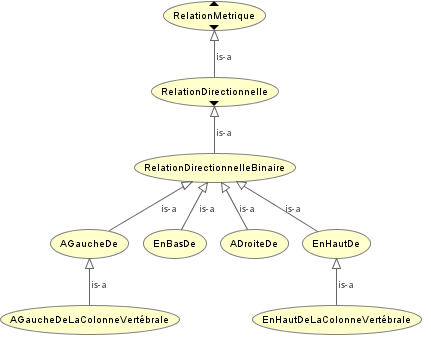 RelationMetrique
is-a
RelationDirectionnelle
is-a
RelationDirectionnelleBinaire
is-a is-a is-a is-a
AGaucheDe EnBasDe ADroiteDe EnHautDe
is-a is-a
AGaucheDeLaColonneVertébrale EnHautDeLaColonneVertébrale